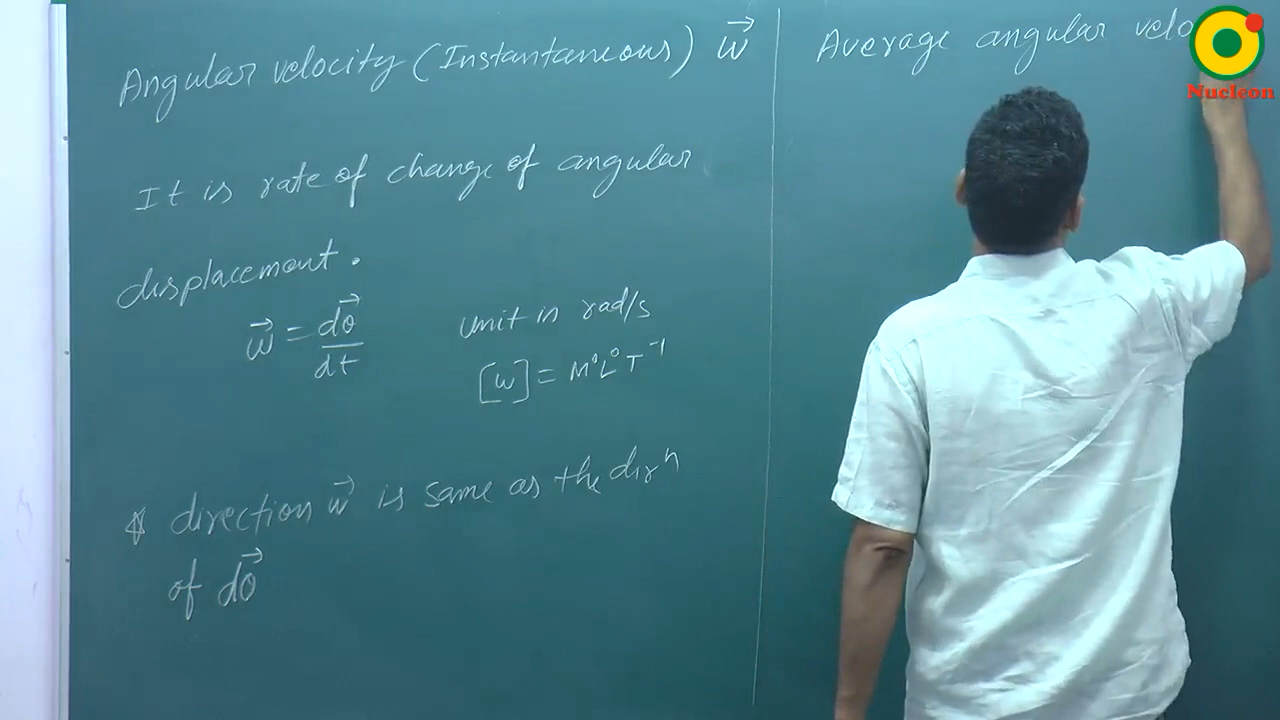 Angular velocity (Instantaneous) w⃗
It is rate of change of angular
displacement.
w⃗ = dθ⃗/dt
unit in rad/s
[w] = M⁰L⁰T⁻¹
* direction w⃗ is same as the dirⁿ
of dθ⃗
Average angular velo
Nucleon